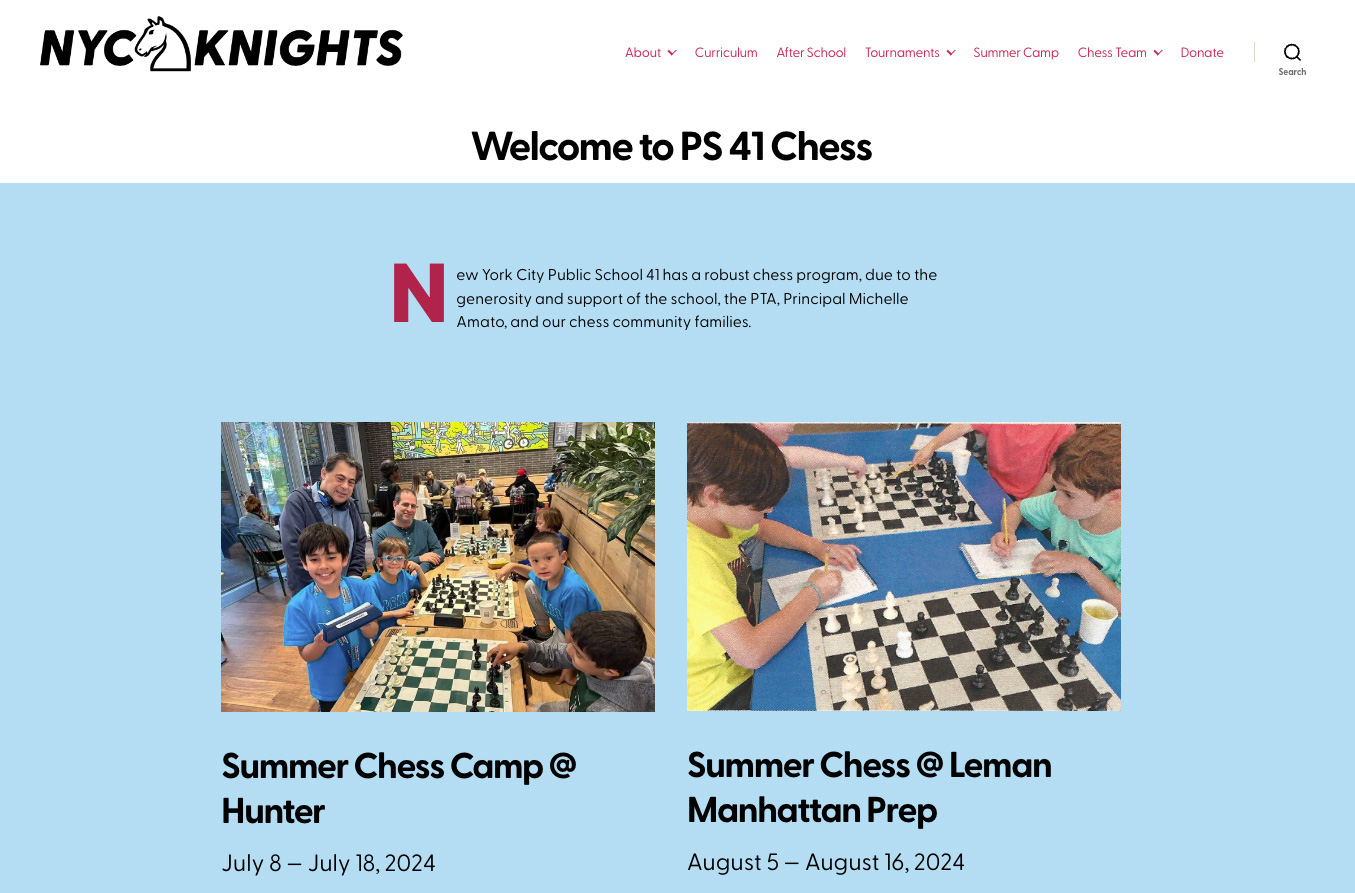 NYC KNIGHTS
About Curriculum After School Tournaments Summer Camp Chess Team Donate
Search
Welcome to PS 41 Chess
New York City Public School 41 has a robust chess program, due to the
generosity and support of the school, the PTA, Principal Michelle
Amato, and our chess community families.
Summer Chess Camp @
Hunter
July 8 – July 18, 2024
Summer Chess @ Leman
Manhattan Prep
August 5 – August 16, 2024